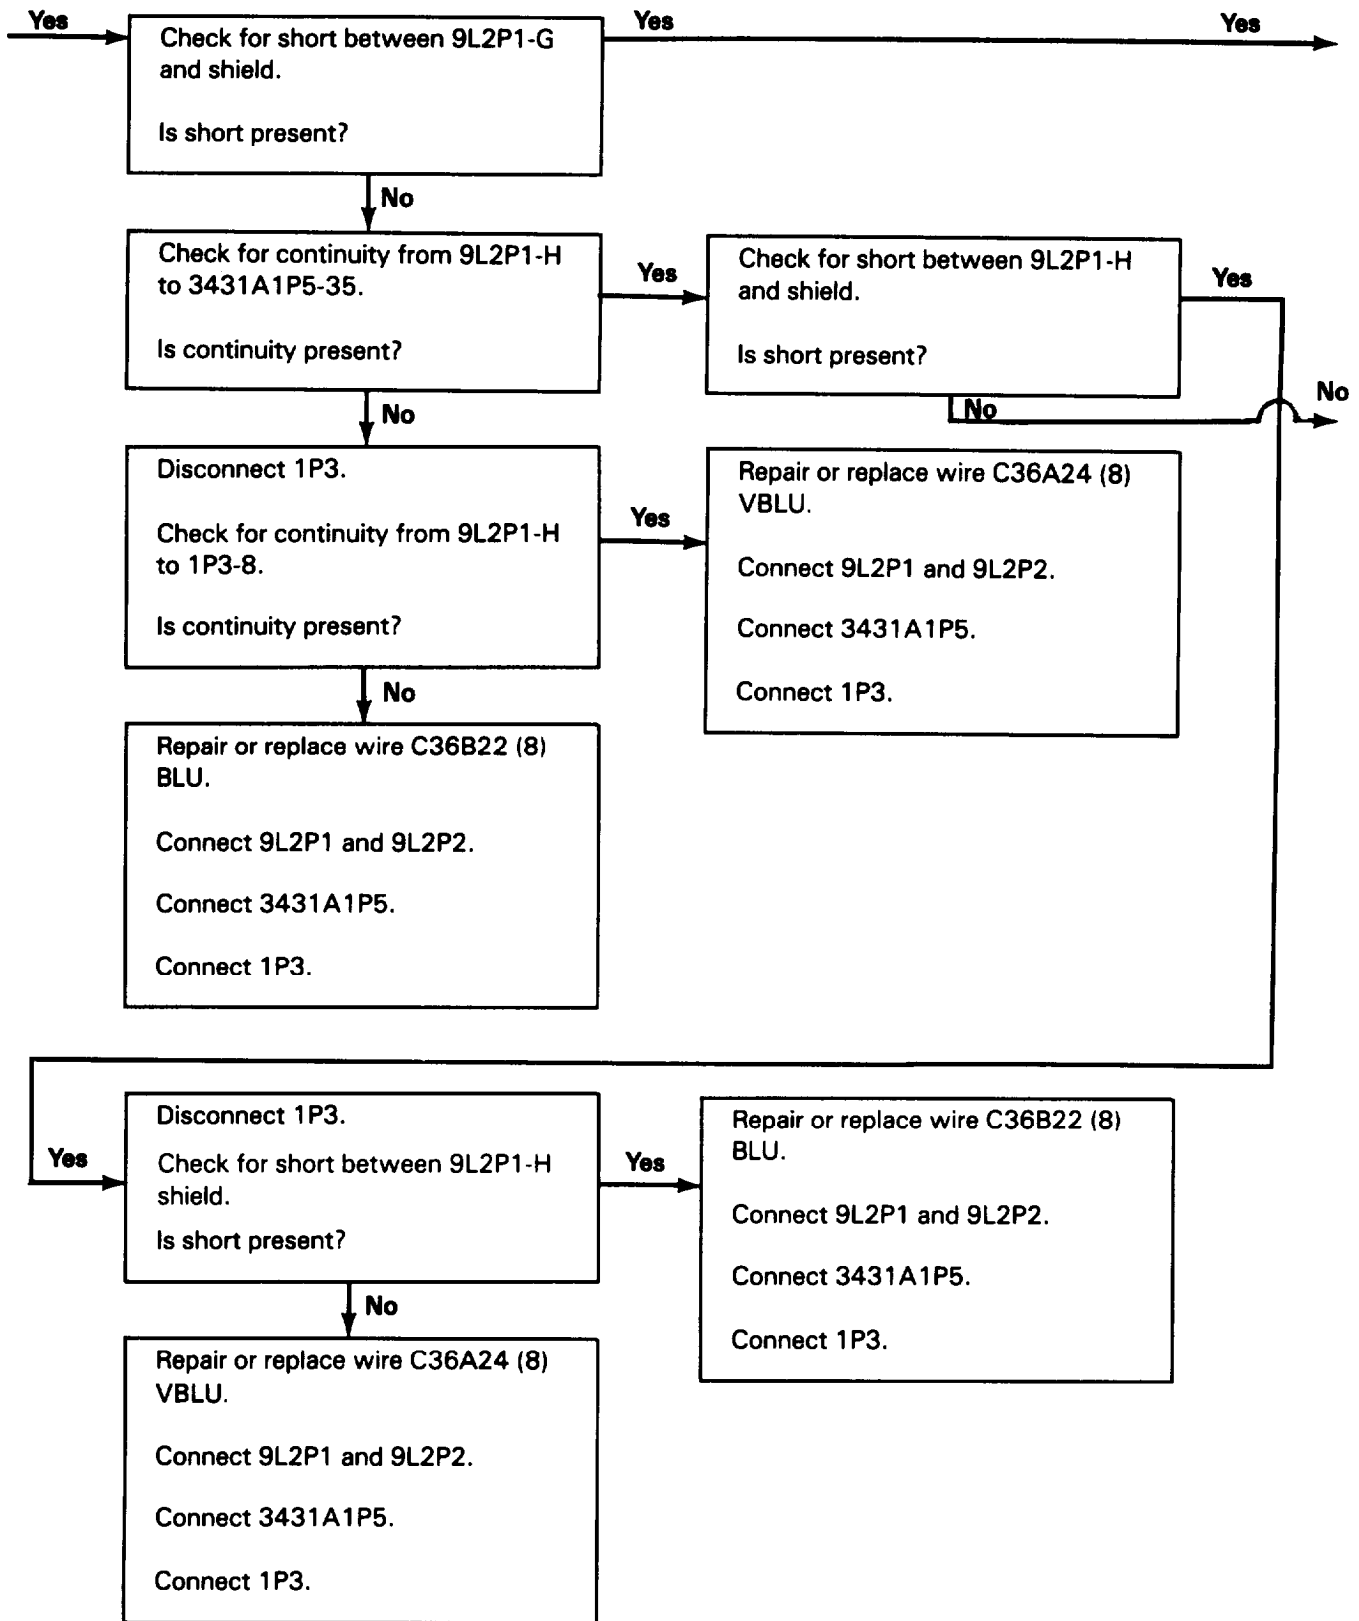 Yes
Check for short between 9L2P1-G
and shield.
Is short present?
Yes
Yes
No
Check for continuity from 9L2P1-H
to 3431A1P5-35.
Is continuity present?
Yes
Check for short between 9L2P1-H
and shield.
Is short present?
Yes
No
No
No
Disconnect 1P3.
Check for continuity from 9L2P1-H
to 1P3-8.
Is continuity present?
Yes
Repair or replace wire C36A24 (8)
VBLU.
Connect 9L2P1 and 9L2P2.
Connect 3431A1P5.
Connect 1P3.
No
Repair or replace wire C36B22 (8)
BLU.
Connect 9L2P1 and 9L2P2.
Connect 3431A1P5.
Connect 1P3.
Yes
Disconnect 1P3.
Check for short between 9L2P1-H
shield.
Is short present?
Yes
Repair or replace wire C36B22 (8)
BLU.
Connect 9L2P1 and 9L2P2.
Connect 3431A1P5.
Connect 1P3.
No
Repair or replace wire C36A24 (8)
VBLU.
Connect 9L2P1 and 9L2P2.
Connect 3431A1P5.
Connect 1P3.